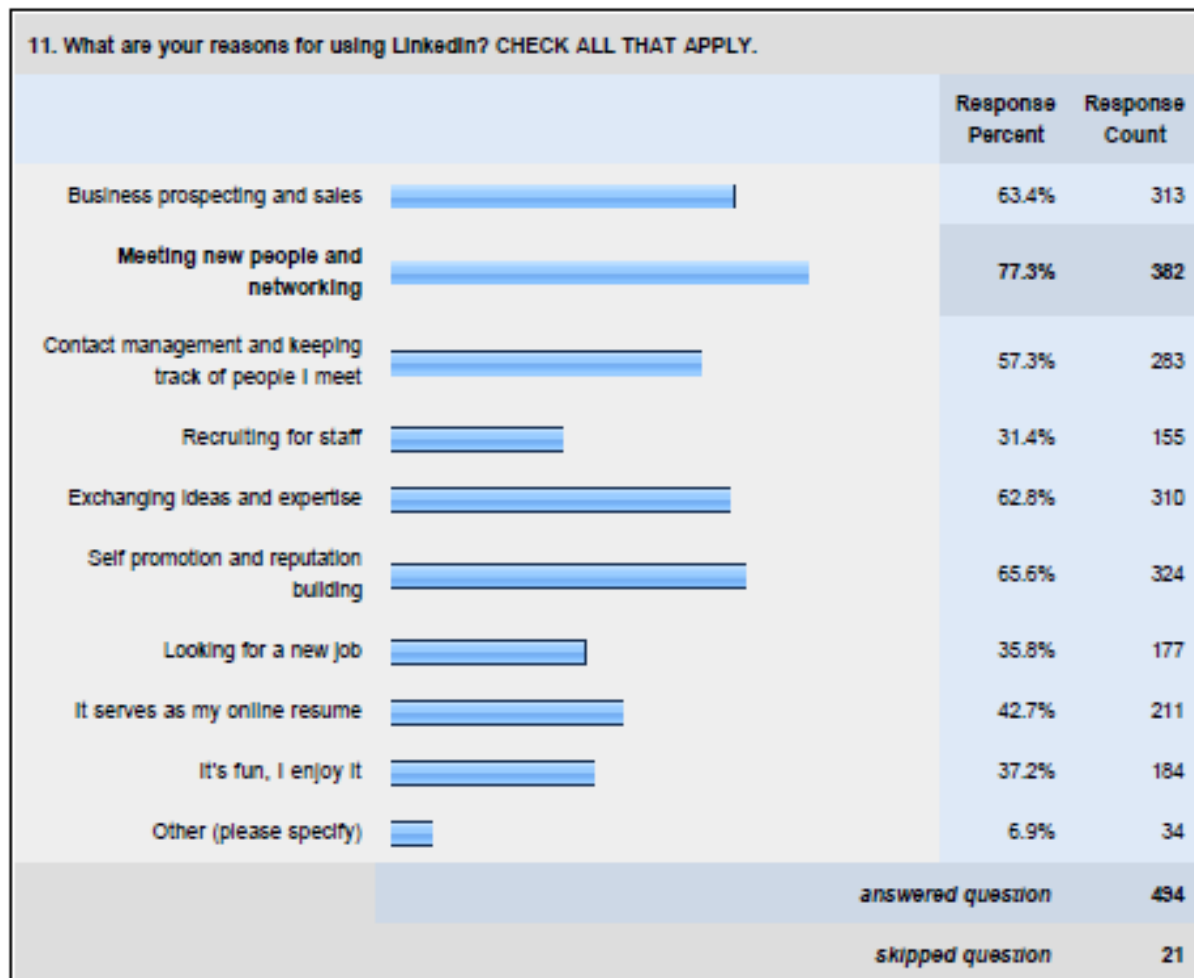 11. What are your reasons for using LinkedIn? CHECK ALL THAT APPLY.
Response Percent
Response Count
Business prospecting and sales 63.4% 313
Meeting new people and
networking 77.3% 382
Contact management and keeping
track of people I meet 57.3% 283
Recruiting for staff 31.4% 155
Exchanging ideas and expertise 62.8% 310
Self promotion and reputation
building 65.6% 324
Looking for a new job 35.8% 177
It serves as my online resume 42.7% 211
It's fun, I enjoy it 37.2% 184
Other (please specify) 6.9% 34
answered question 494
skipped question 21